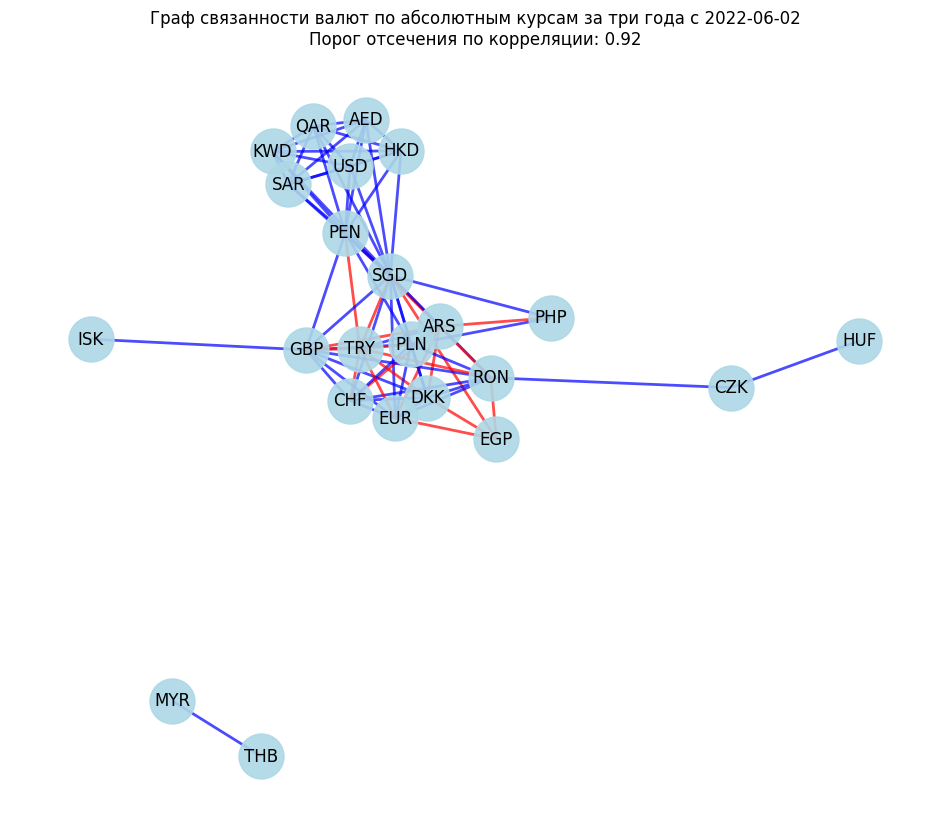 Граф связанности валют по абсолютным курсам за три года с 2022-06-02
Порог отсечения по корреляции: 0.92
AED
QAR
KWD
HKD
USD
SAR
PEN
SGD
PHP
ARS
ISK
GBP
TRY
PLN
HUF
RON
CZK
CHF
DKK
EUR
EGP
MYR
THB